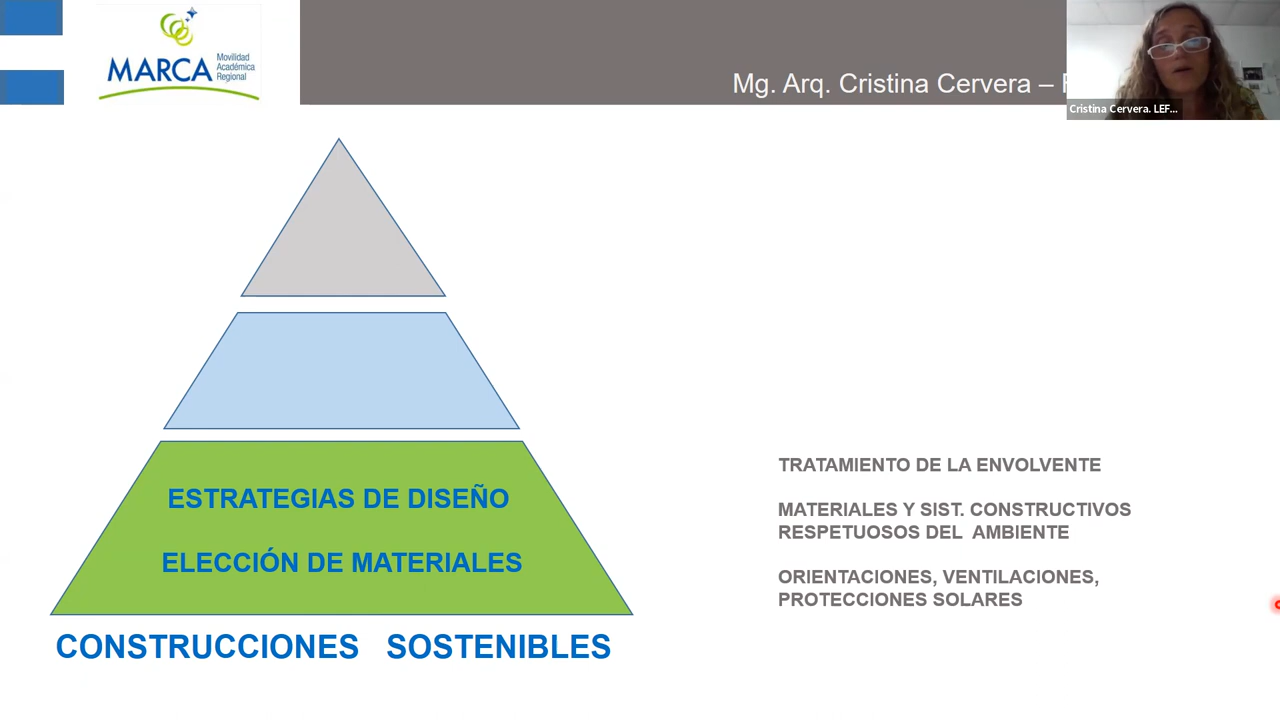 MARCA
Movilidad
Académica
Regional
Mg. Arq. Cristina Cervera –
Cristina Cervera. LEF...
ESTRATEGIAS DE DISEÑO
ELECCIÓN DE MATERIALES
CONSTRUCCIONES SOSTENIBLES
TRATAMIENTO DE LA ENVOLVENTE
MATERIALES Y SIST. CONSTRUCTIVOS
RESPETUOSOS DEL AMBIENTE
ORIENTACIONES, VENTILACIONES,
PROTECCIONES SOLARES